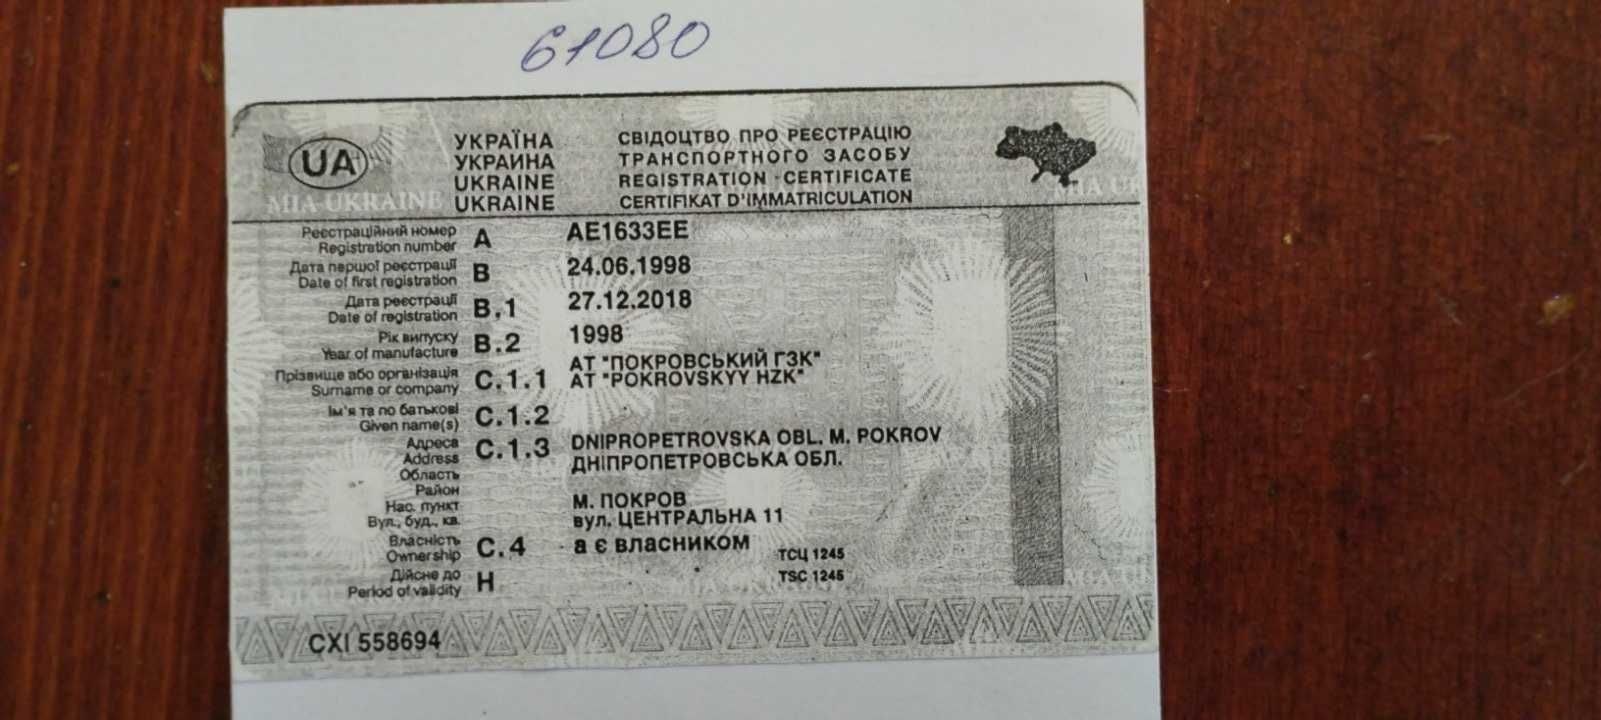 61080
UA
УКРАЇНА
УКРАИНА
UKRAINE
UKRAINE
СВІДОЦТВО ПРО РЕЄСТРАЦІЮ
ТРАНСПОРТНОГО ЗАСОБУ
REGISTRATION CERTIFICATE
CERTIFIKAT D'IMMATRICULATION
MIA UKRAINE
Реєстраційний номер
Registration number A AE1633EE
Дата першої реєстрації
Date of first registration B 24.06.1998
Дата реєстрації
Date of registration B.1 27.12.2018
Рік випуску
Year of manufacture B.2 1998
Прізвище або організація
Surname or company C.1.1 АТ "ПОКРОВСЬКИЙ ГЗК"
AT "POKROVSKYY HZK"
Ім'я та по батькові
Given name(s) C.1.2
Адреса
Address C.1.3 DNIPROPETROVSKA OBL. M. POKROV
Область ДНІПРОПЕТРОВСЬКА ОБЛ.
Район
Нас. пункт М. ПОКРОВ
Вул., буд., кв. вул. ЦЕНТРАЛЬНА 11
Власність
Ownership C.4 а є власником
ТСЦ 1245
TSC 1245
Дійсне до
Period of validity H
CXI 558694